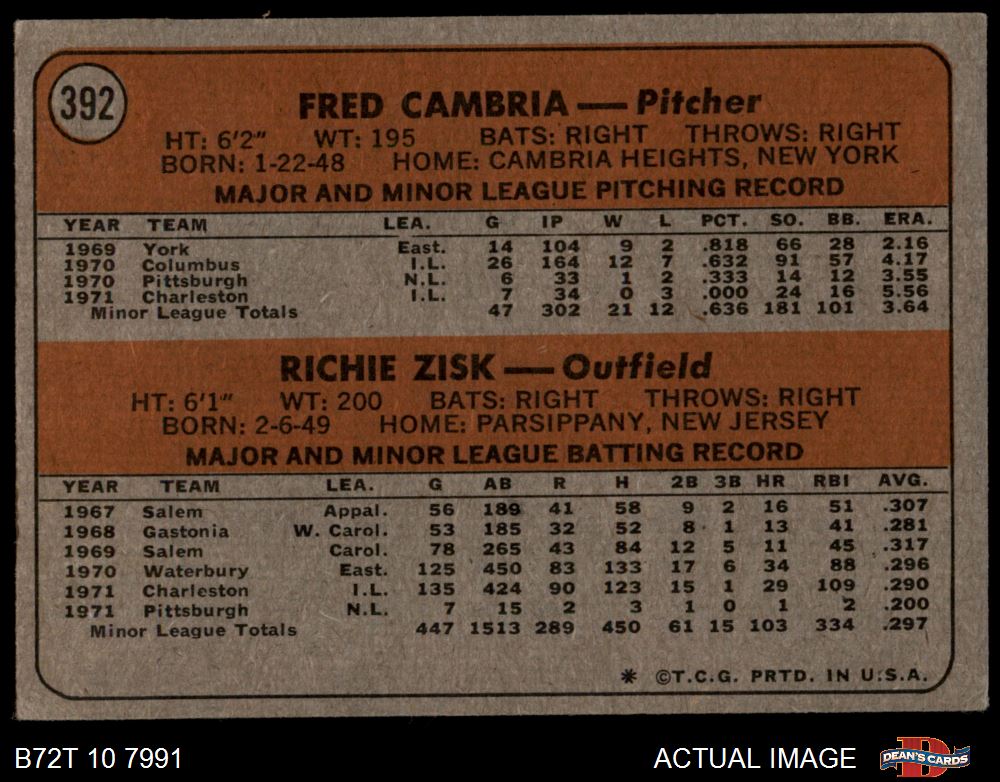 392
FRED CAMBRIA — Pitcher
HT: 6'2" WT: 195 BATS: RIGHT THROWS: RIGHT
BORN: 1-22-48 HOME: CAMBRIA HEIGHTS, NEW YORK
MAJOR AND MINOR LEAGUE PITCHING RECORD
YEAR TEAM LEA. G IP W L PCT. SO. BB. ERA.
1969 York East. 14 104 9 2 .818 66 28 2.16
1970 Columbus I.L. 26 164 12 7 .632 91 57 4.17
1970 Pittsburgh N.L. 6 33 1 2 .333 14 12 3.55
1971 Charleston I.L. 7 34 0 3 .000 24 16 5.56
Minor League Totals 47 302 21 12 .636 181 101 3.64
RICHIE ZISK — Outfield
HT: 6'1" WT: 200 BATS: RIGHT THROWS: RIGHT
BORN: 2-6-49 HOME: PARSIPPANY, NEW JERSEY
MAJOR AND MINOR LEAGUE BATTING RECORD
YEAR TEAM LEA. G AB R H 2B 3B HR RBI AVG.
1967 Salem Appal. 56 189 41 58 9 2 16 51 .307
1968 Gastonia W. Carol. 53 185 32 52 8 1 13 41 .281
1969 Salem Carol. 78 265 43 84 12 5 11 45 .317
1970 Waterbury East. 125 450 83 133 17 6 34 88 .296
1971 Charleston I.L. 135 424 90 123 15 1 29 109 .290
1971 Pittsburgh N.L. 7 15 2 3 1 0 1 2 .200
Minor League Totals 447 1513 289 450 61 15 103 334 .297
* ©T.C.G. PRTD. IN U.S.A.
B72T 10 7991 ACTUAL IMAGE DEAN'S CARDS